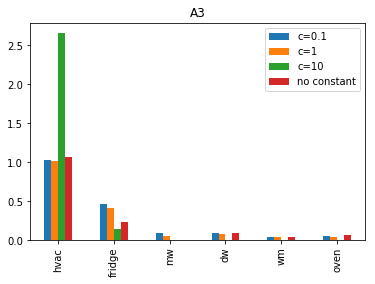 A3
c=0.1
c=1
c=10
no constant
2.5
2.0
1.5
1.0
0.5
0.0
hvac
fridge
mw
dw
wm
oven